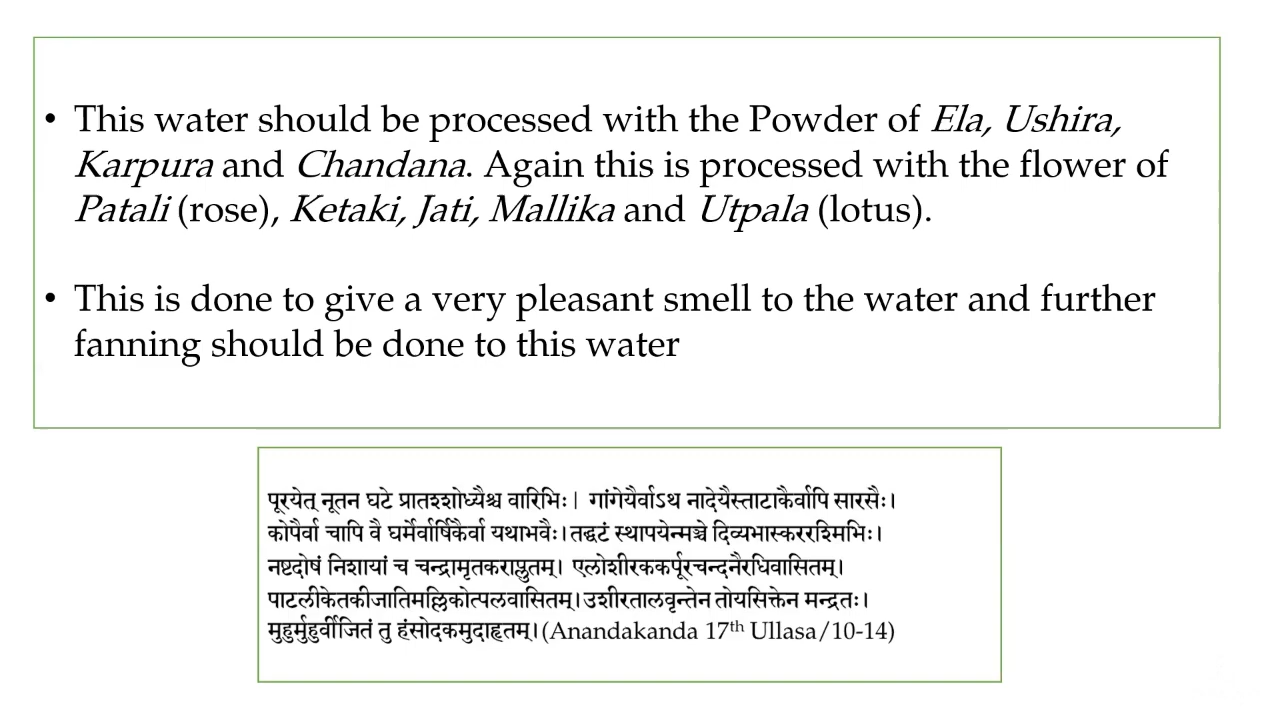 • This water should be processed with the Powder of Ela, Ushira,
Karpura and Chandana. Again this is processed with the flower of
Patali (rose), Ketaki, Jati, Mallika and Utpala (lotus).
• This is done to give a very pleasant smell to the water and further
fanning should be done to this water
पूरयेत् नूतन घटे प्रातश्शोध्यैश्च वारिभिः| गांगेयैर्वाऽथ नादेयैस्ताटाकैर्वापि सारसैः।
कोपैर्वा चापि वै घर्मेर्वार्षिकैर्वा यथाभवैः। तद्घटं स्थापयेन्मञ्चे दिव्यभास्कररश्मिभिः।
नष्टदोषं निशायां च चन्द्रामृतकराप्लुतम्। एलोशीरककर्पूरचन्दनैरधिवासितम्।
पाटलीकेतकीजातिमल्लिकोत्पलवासितम्। उशीरतालवृन्तेन तोयसिक्तेन मन्द्रतः।
मुहुर्मुहुर्वीजितं तु हंसोदकमुदाहृतम्। (Anandakanda 17th Ullasa/10-14)